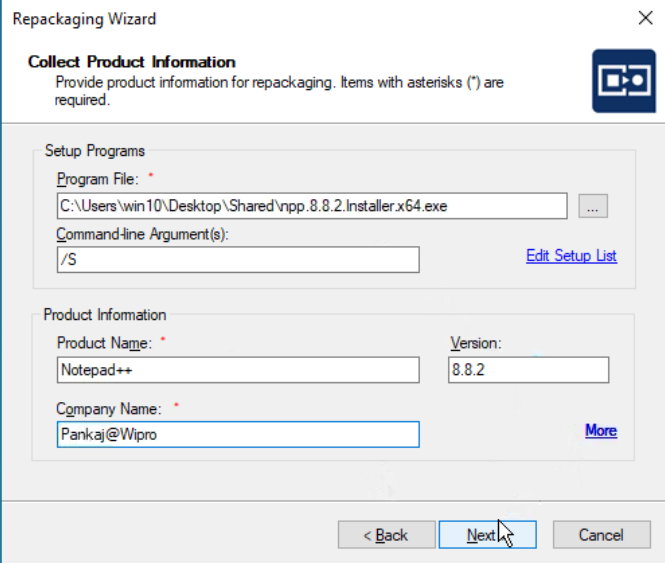 Repackaging Wizard
Collect Product Information
Provide product information for repackaging. Items with asterisks (*) are
required.
Setup Programs
Program File: *
C:\Users\win10\Desktop\Shared\npp.8.8.2.Installer.x64.exe
...
Command-line Argument(s):
/S
Edit Setup List
Product Information
Product Name: *
Version:
Notepad++
8.8.2
Company Name: *
Pankaj@Wipro
More
< Back
Next
Cancel